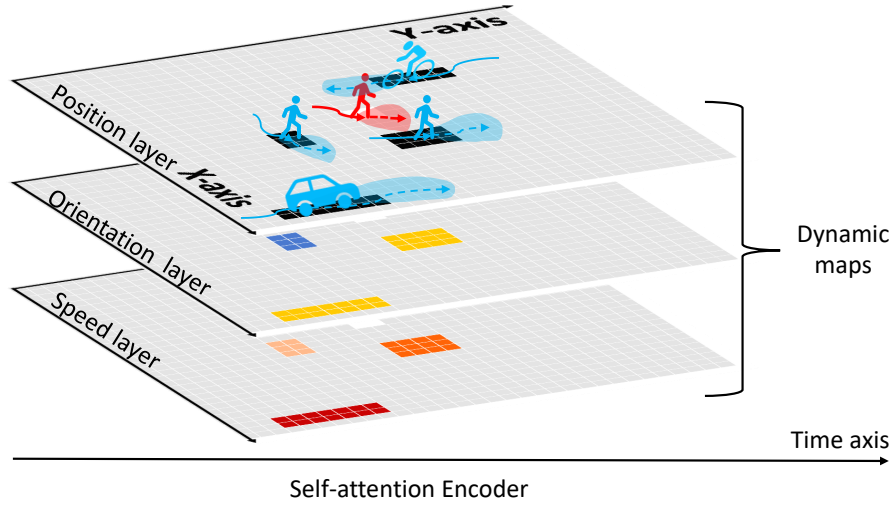 Y-axis
Position layer
X-axis
Orientation layer
Speed layer
Dynamic
maps
Time axis
Self-attention Encoder